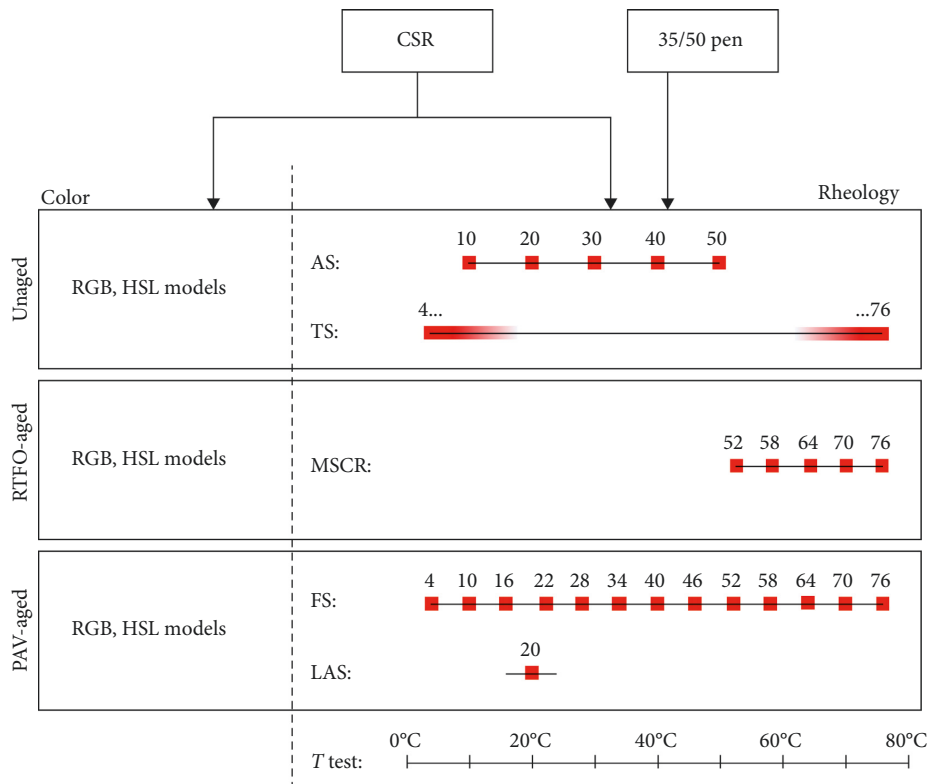 CSR
35/50 pen
Color
Rheology
Unaged
RGB, HSL models
AS:
10 20 30 40 50
TS:
4... ...76
RTFO-aged
RGB, HSL models
MSCR:
52 58 64 70 76
PAV-aged
RGB, HSL models
FS:
4 10 16 22 28 34 40 46 52 58 64 70 76
LAS:
20
T test:
0°C 20°C 40°C 60°C 80°C